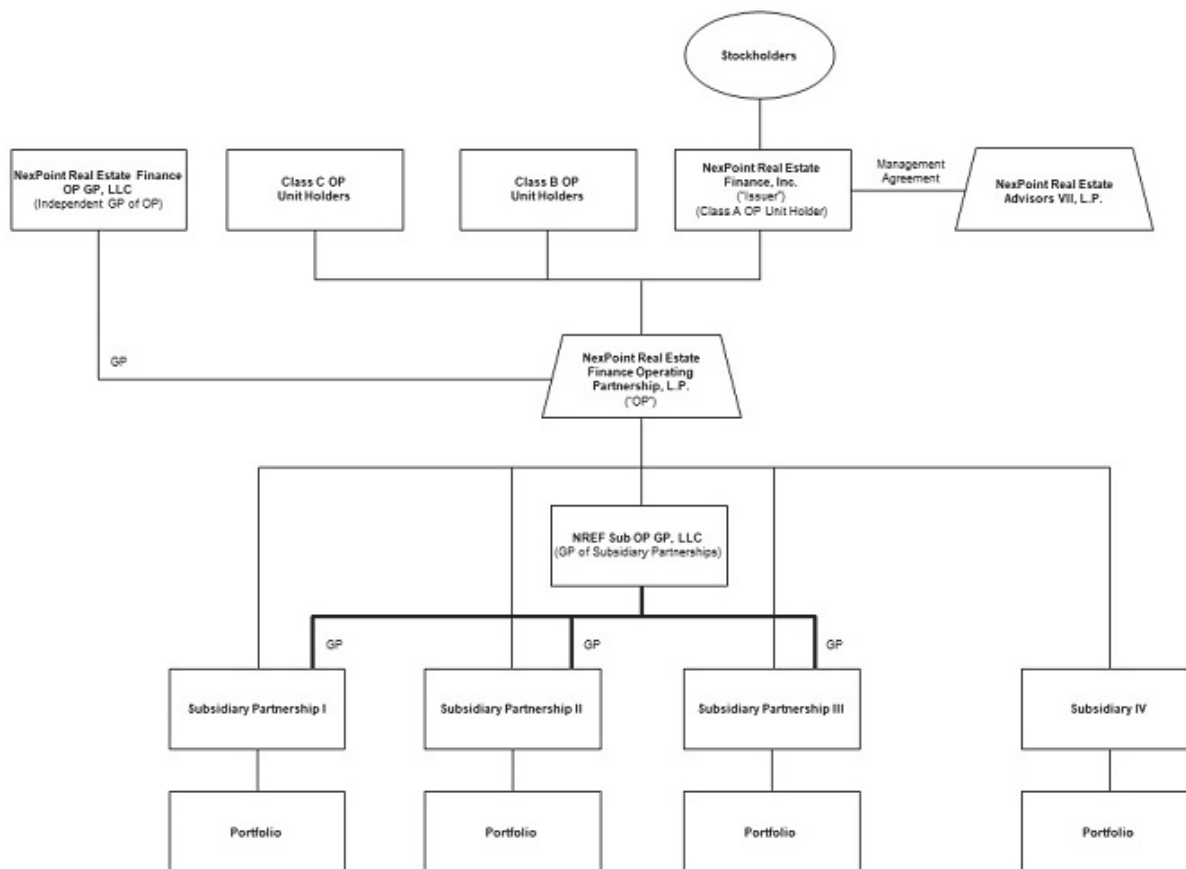 Stockholders
NexPoint Real Estate Finance
OP GP, LLC
(Independent GP of OP)
Class C OP
Unit Holders
Class B OP
Unit Holders
NexPoint Real Estate
Finance, Inc.
("Issuer")
(Class A OP Unit Holder)
Management
Agreement
NexPoint Real Estate
Advisors VII, L.P.
GP
NexPoint Real Estate
Finance Operating
Partnership, L.P.
("OP")
NREF Sub OP GP, LLC
(GP of Subsidiary Partnerships)
GP
GP
GP
Subsidiary Partnership I
Subsidiary Partnership II
Subsidiary Partnership III
Subsidiary IV
Portfolio
Portfolio
Portfolio
Portfolio